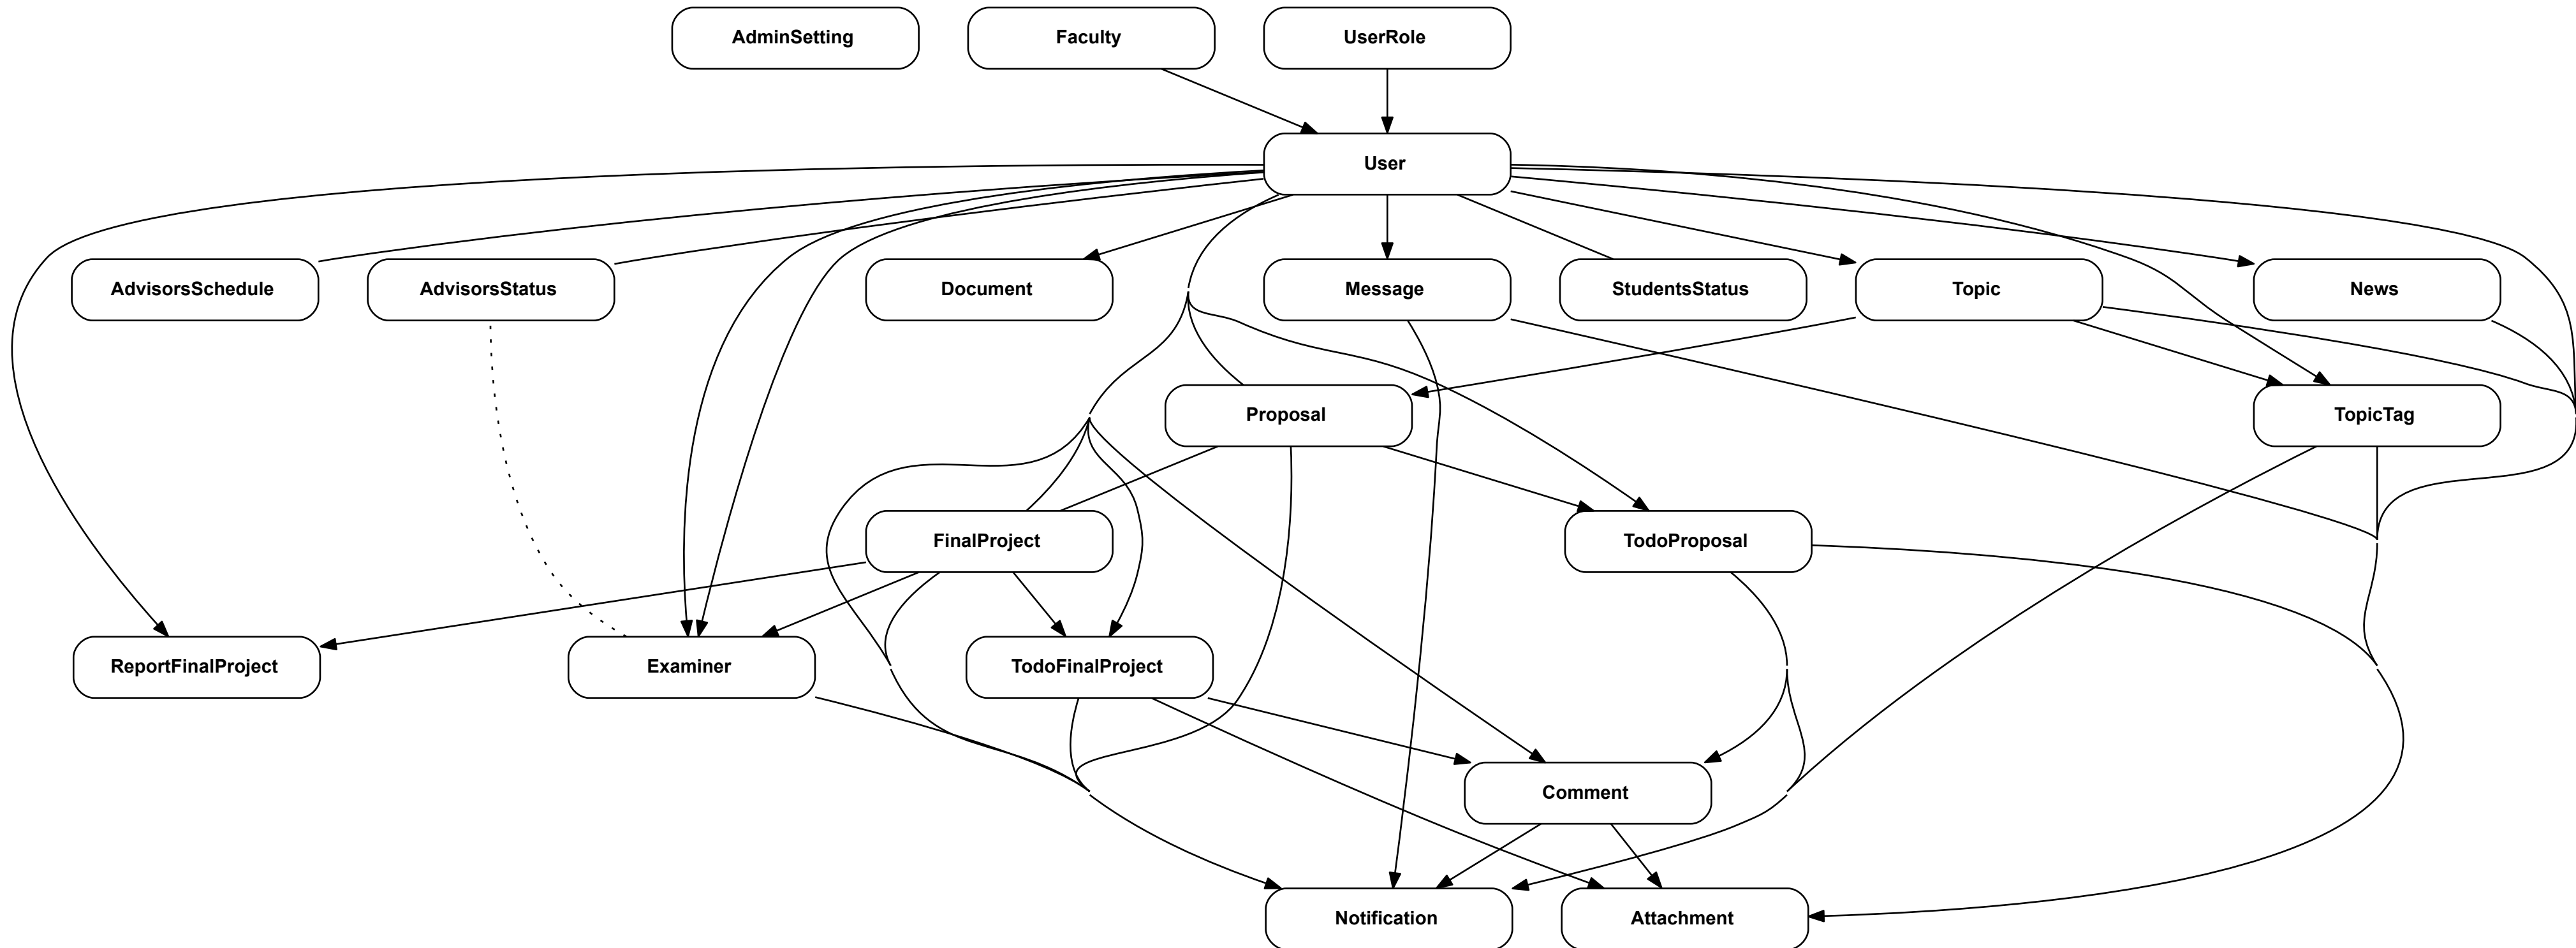 AdminSetting
Faculty
UserRole
User
AdvisorsSchedule
AdvisorsStatus
Document
Message
StudentsStatus
Topic
News
Proposal
TopicTag
FinalProject
TodoProposal
ReportFinalProject
Examiner
TodoFinalProject
Comment
Notification
Attachment